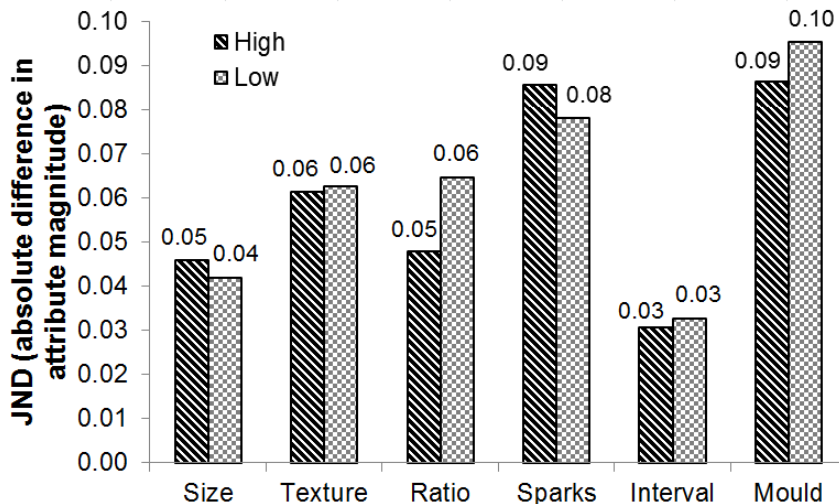 JND (absolute difference in
attribute magnitude)
0.10
0.09
0.08
0.07
0.06
0.05
0.04
0.03
0.02
0.01
0.00
High
Low
0.05
0.04
0.06
0.06
0.05
0.06
0.09
0.08
0.03
0.03
0.09
0.10
Size
Texture
Ratio
Sparks
Interval
Mould